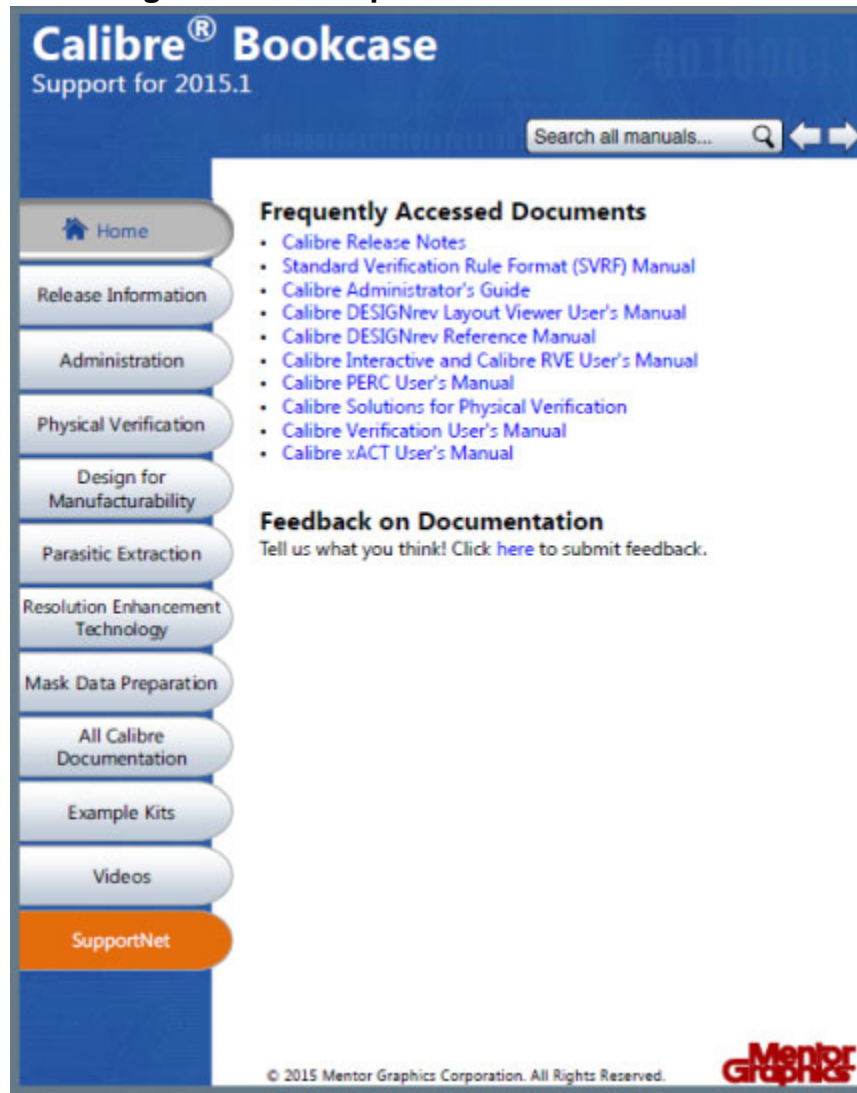 Calibre® Bookcase
Support for 2015.1
Search all manuals...
Home
Release Information
Administration
Physical Verification
Design for
Manufacturability
Parasitic Extraction
Resolution Enhancement
Technology
Mask Data Preparation
All Calibre
Documentation
Example Kits
Videos
SupportNet
Frequently Accessed Documents
• Calibre Release Notes
• Standard Verification Rule Format (SVRF) Manual
• Calibre Administrator's Guide
• Calibre DESIGNrev Layout Viewer User's Manual
• Calibre DESIGNrev Reference Manual
• Calibre Interactive and Calibre RVE User's Manual
• Calibre PERC User's Manual
• Calibre Solutions for Physical Verification
• Calibre Verification User's Manual
• Calibre xACT User's Manual
Feedback on Documentation
Tell us what you think! Click here to submit feedback.
© 2015 Mentor Graphics Corporation. All Rights Reserved.
Mentor
Graphics